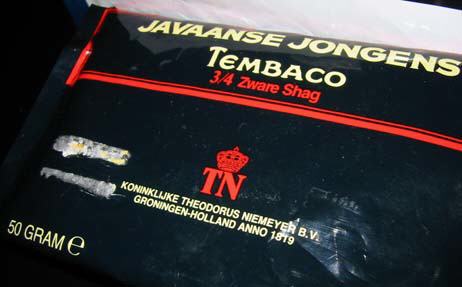 JAVAANSE JONGENS
TEMBACO
3/4 Zware Shag
TN
KONINKLIJKE THEODORUS NIEMEYER B.V.
GRONINGEN-HOLLAND ANNO 1819
50 GRAM ℮